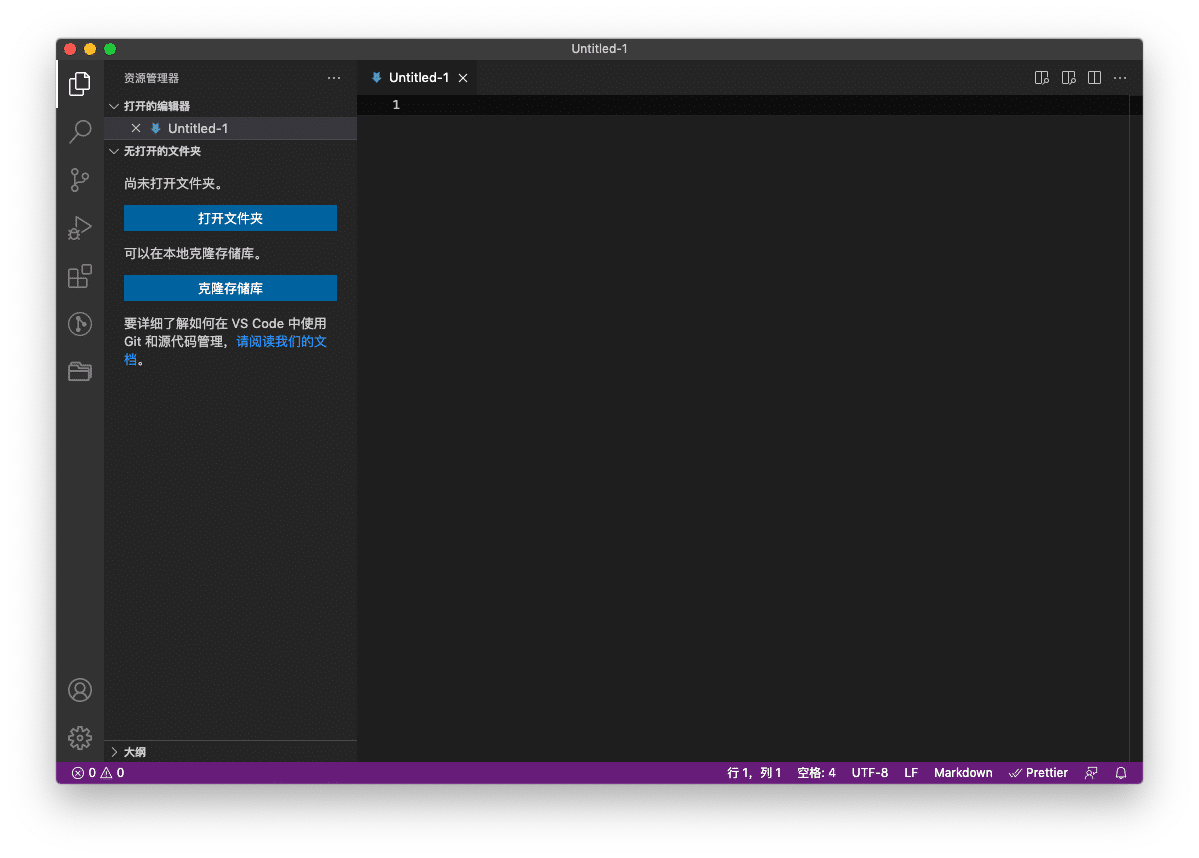 Untitled-1
资源管理器
打开的编辑器
Untitled-1
无打开的文件夹
尚未打开文件夹。
打开文件夹
可以在本地克隆存储库。
克隆存储库
要详细了解如何在 VS Code 中使用
Git 和源代码管理，请阅读我们的文
档。
大纲
Untitled-1
1
0 0
行 1，列 1 空格: 4 UTF-8 LF Markdown Prettier